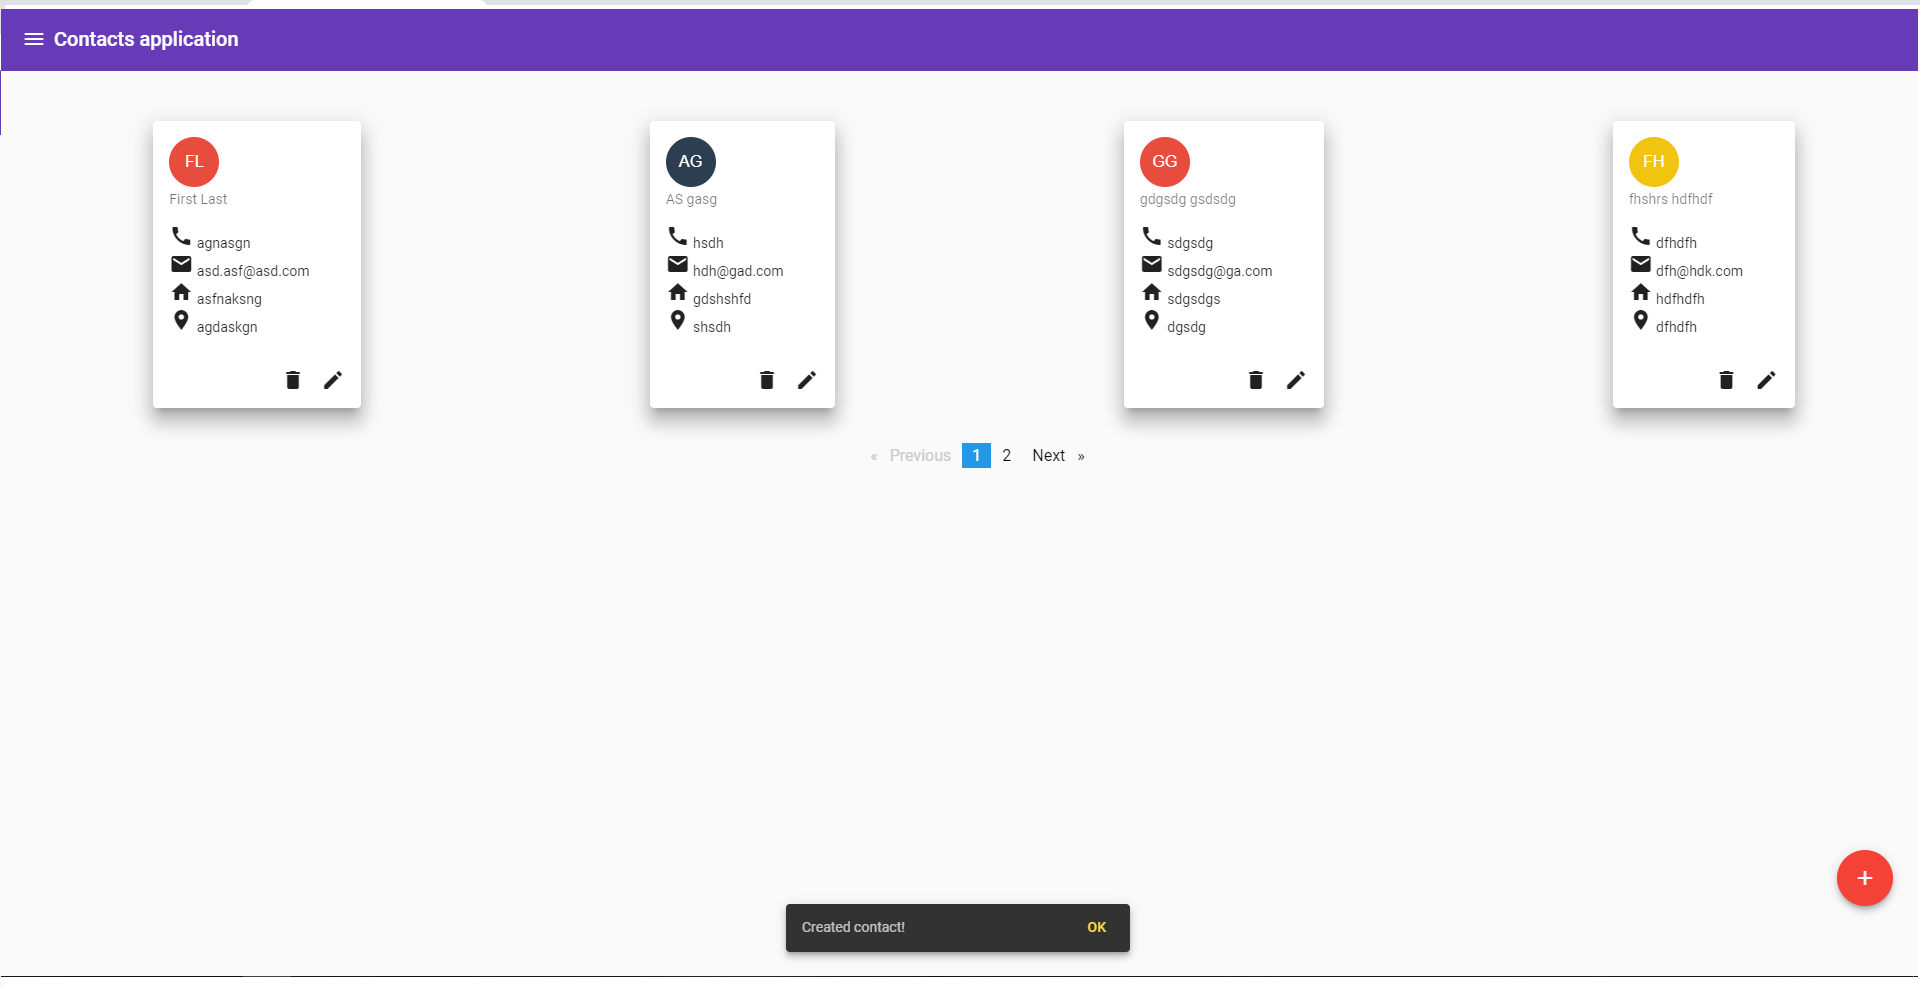 Contacts application
FL
First Last
agnasgn
asd.asf@asd.com
asfnaksng
agdaskgn
AG
AS gasg
hsdh
hdh@gad.com
gdshshfd
shsdh
GG
gdgsdg gsdsdg
sdgsdg
sdgsdg@ga.com
sdgsdgs
dgsdg
FH
fhshrs hdfhdf
dfhdfh
dfh@hdk.com
hdfhdfh
dfhdfh
« Previous 1 2 Next »
+
Created contact! OK